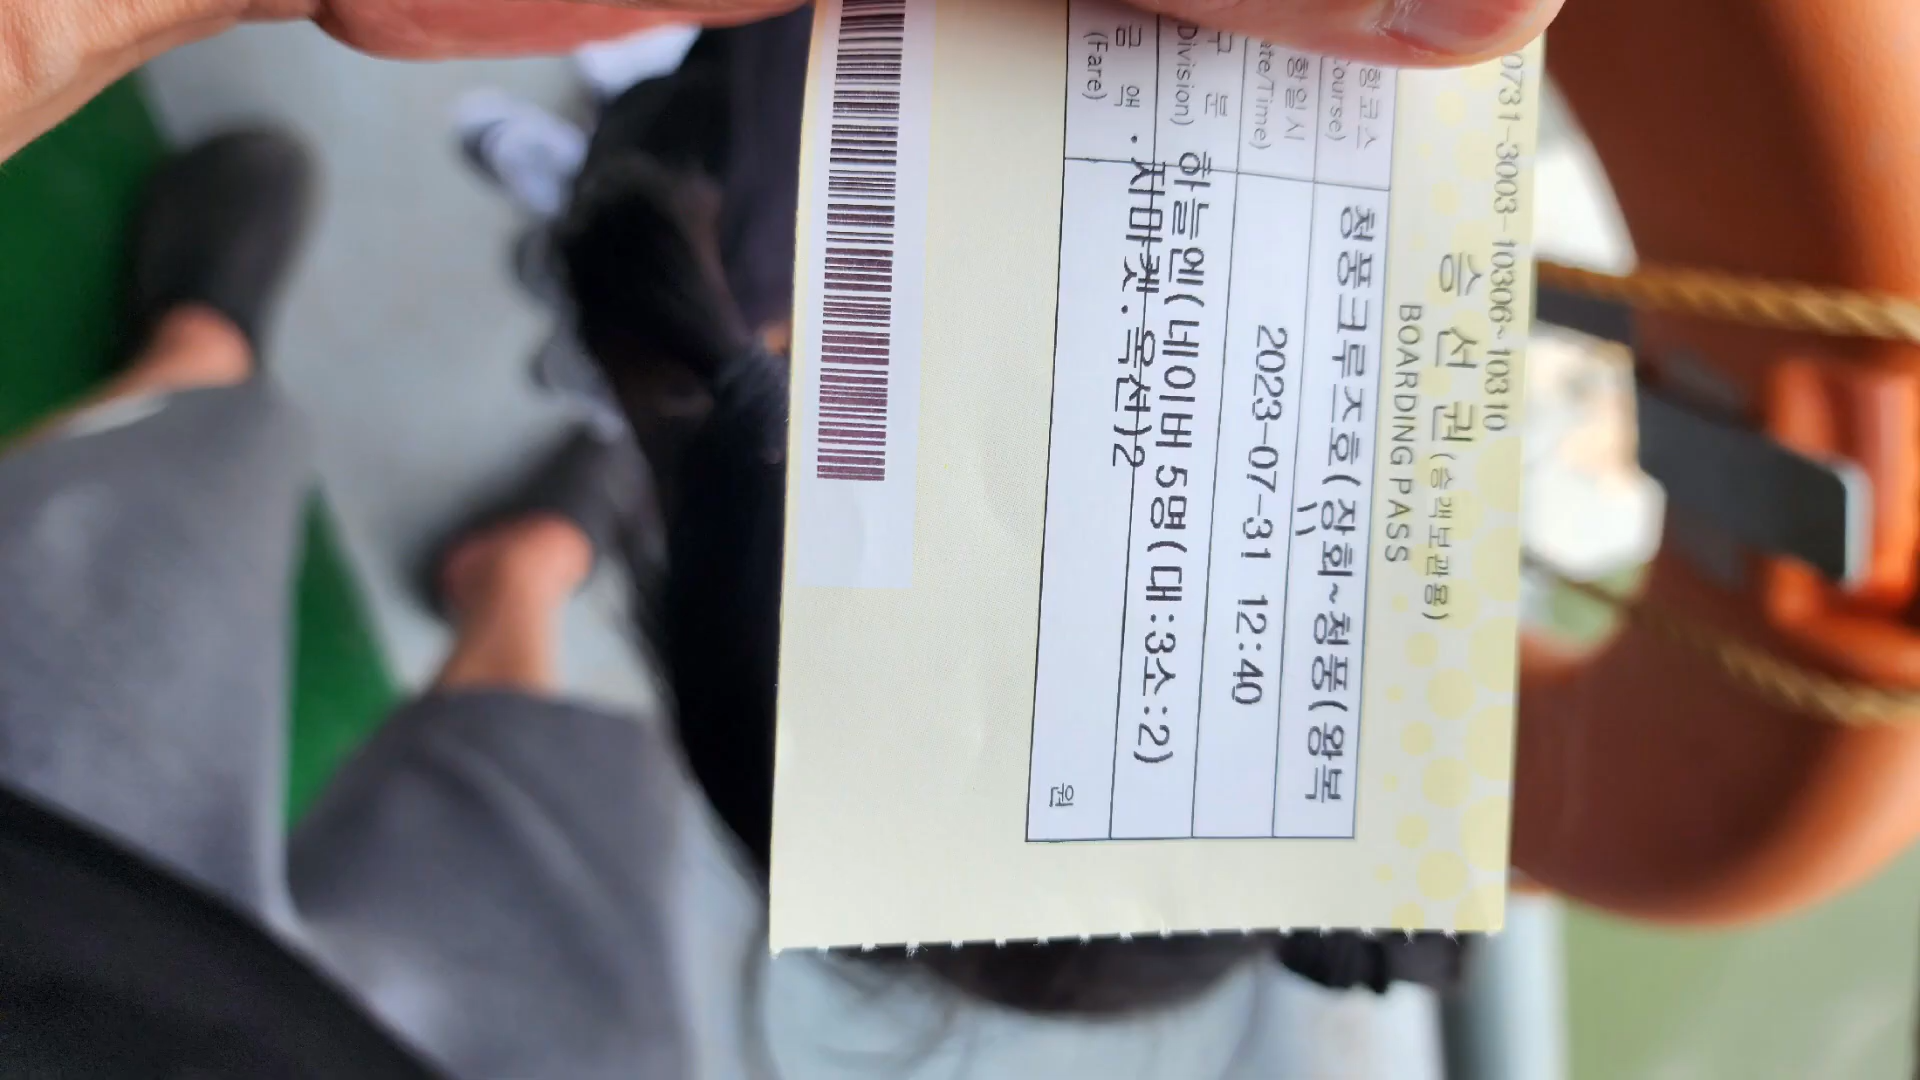 0731-3003-10306~10310
승 선 권(승객보관용)
BOARDING PASS
항코스 청풍크루즈호(장회~청풍(왕복
ourse)
항일시 2023-07-31 12:40
ate/Time)
구 분 하늘엔(네이버 5명(대:3소:2)
Division)
.지마켓.옥션)2
금 액 원
(Fare)